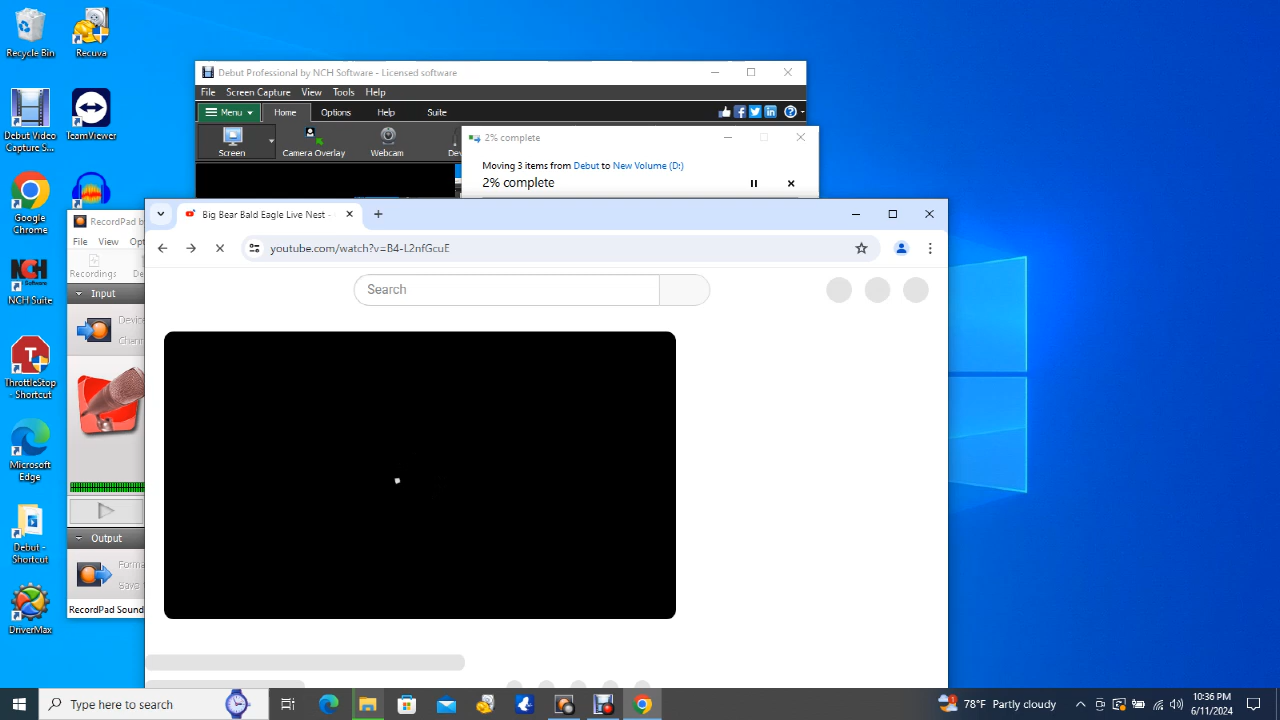 Recycle Bin
Recuva
Debut Video
Capture S...
TeamViewer
Google
Chrome
NCH Suite
ThrottleStop
- Shortcut
Microsoft
Edge
Debut -
Shortcut
DriverMax
Debut Professional by NCH Software - Licensed software
File Screen Capture View Tools Help
Menu Home Options Help Suite
Screen Camera Overlay Webcam
2% complete
Moving 3 items from Debut to New Volume (D:)
2% complete
RecordPad b
File View
Recordings
Input
Output
RecordPad Sound
Big Bear Bald Eagle Live Nest -
youtube.com/watch?v=B4-L2nfGcuE
Search
Type here to search
78°F Partly cloudy
10:36 PM
6/11/2024